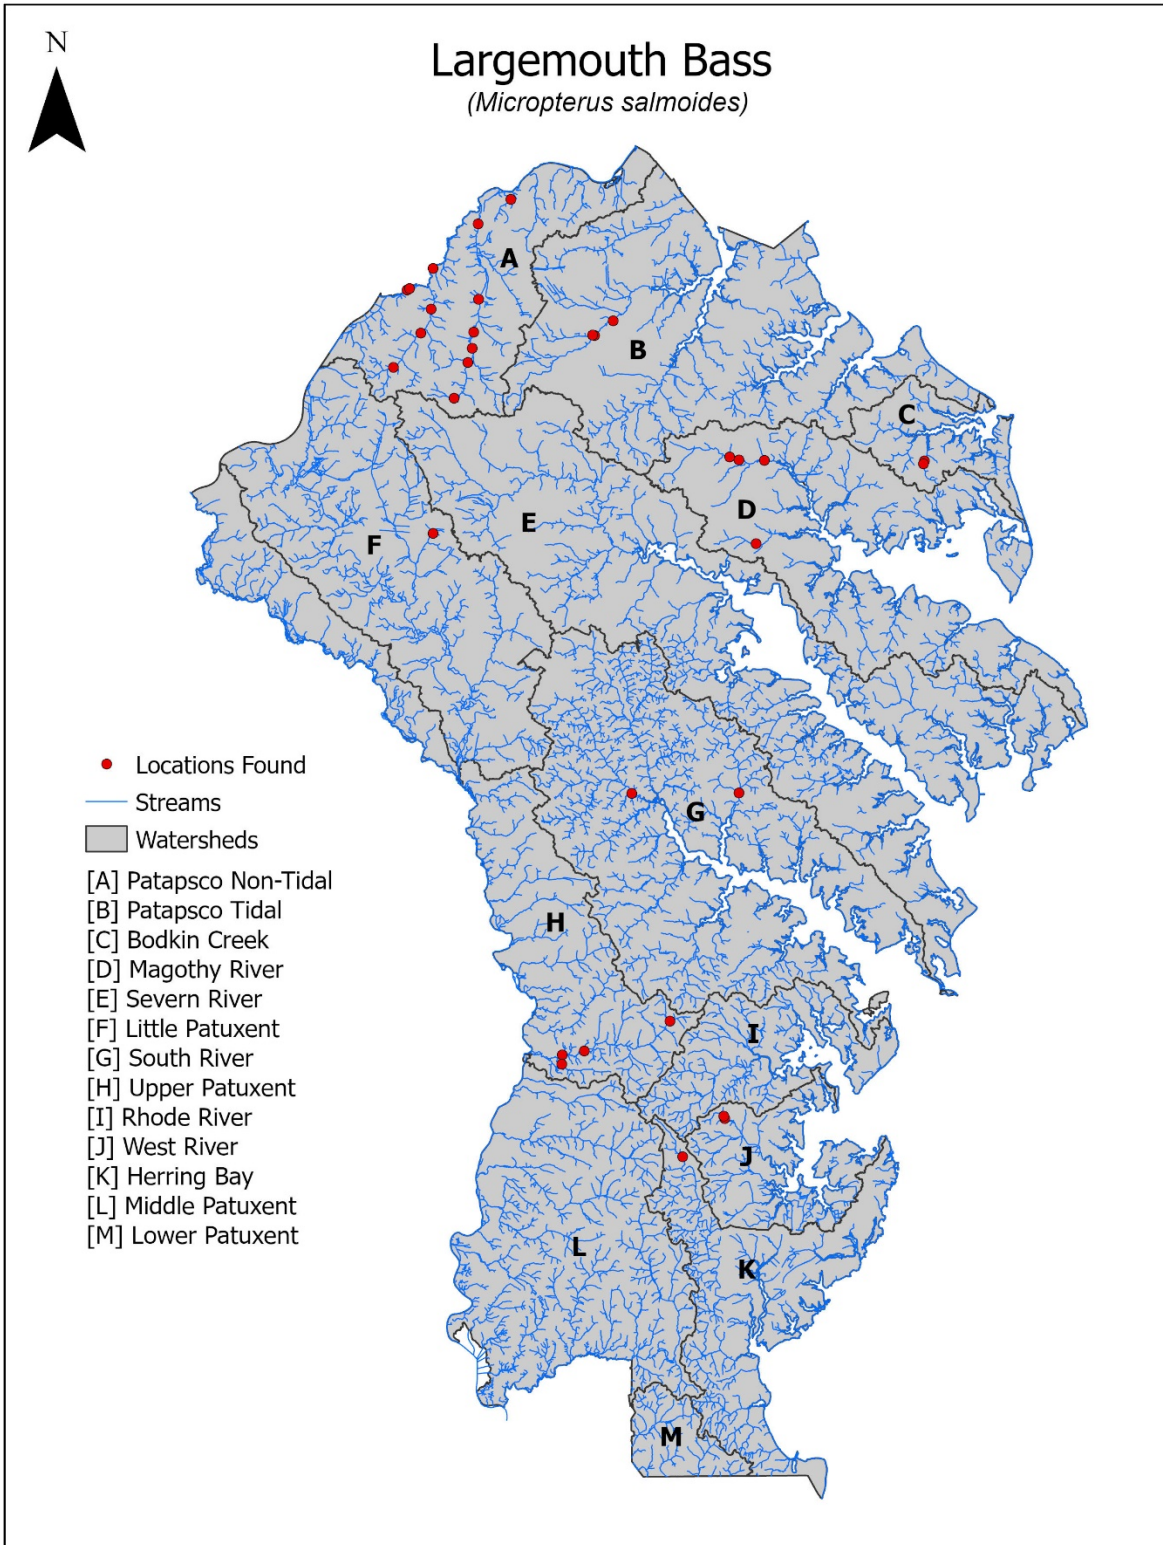 N
Largemouth Bass
(Micropterus salmoides)
A
B
C
D
E
F
G
H
I
J
K
L
M
Locations Found
Streams
Watersheds
[A] Patapsco Non-Tidal
[B] Patapsco Tidal
[C] Bodkin Creek
[D] Magothy River
[E] Severn River
[F] Little Patuxent
[G] South River
[H] Upper Patuxent
[I] Rhode River
[J] West River
[K] Herring Bay
[L] Middle Patuxent
[M] Lower Patuxent